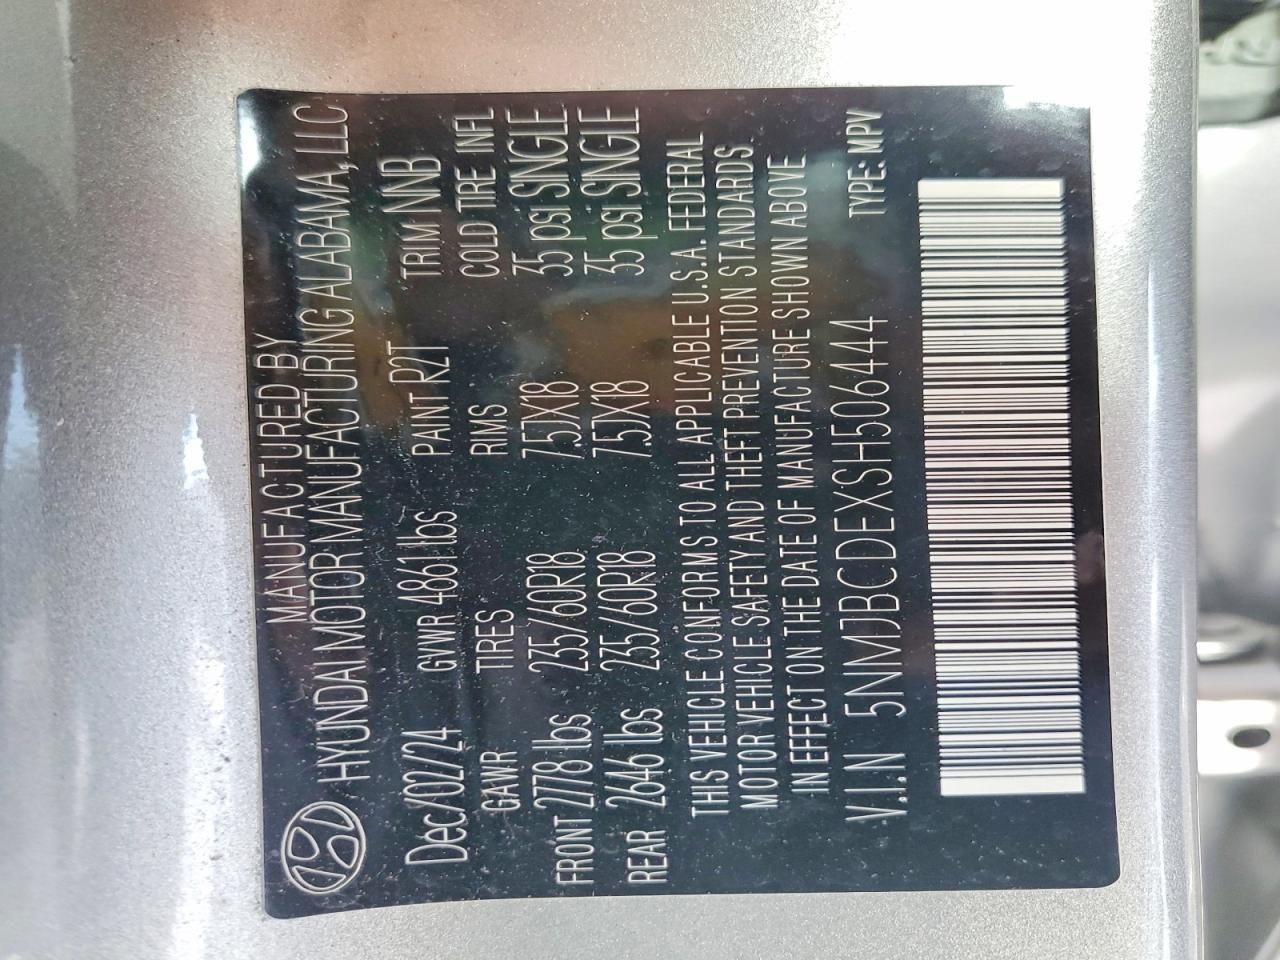 MANUFACTURED BY
HYUNDAI MOTOR MANUFACTURING ALABAMA, LLC
Dec/02/24 GVWR 4861 lbs PAINT R2T TRIM NNB
GAWR TIRES RIMS COLD TIRE INFL
FRONT 2778 lbs 235/60R18 7.5JX18 35 psi SINGLE
REAR 2646 lbs 235/60R18 7.5JX18 35 psi SINGLE
THIS VEHICLE CONFORMS TO ALL APPLICABLE U.S.A. FEDERAL
MOTOR VEHICLE SAFETY AND THEFT PREVENTION STANDARDS
IN EFFECT ON THE DATE OF MANUFACTURE SHOWN ABOVE
V.I.N 5NMJBCDEXSH506444 TYPE: MPV